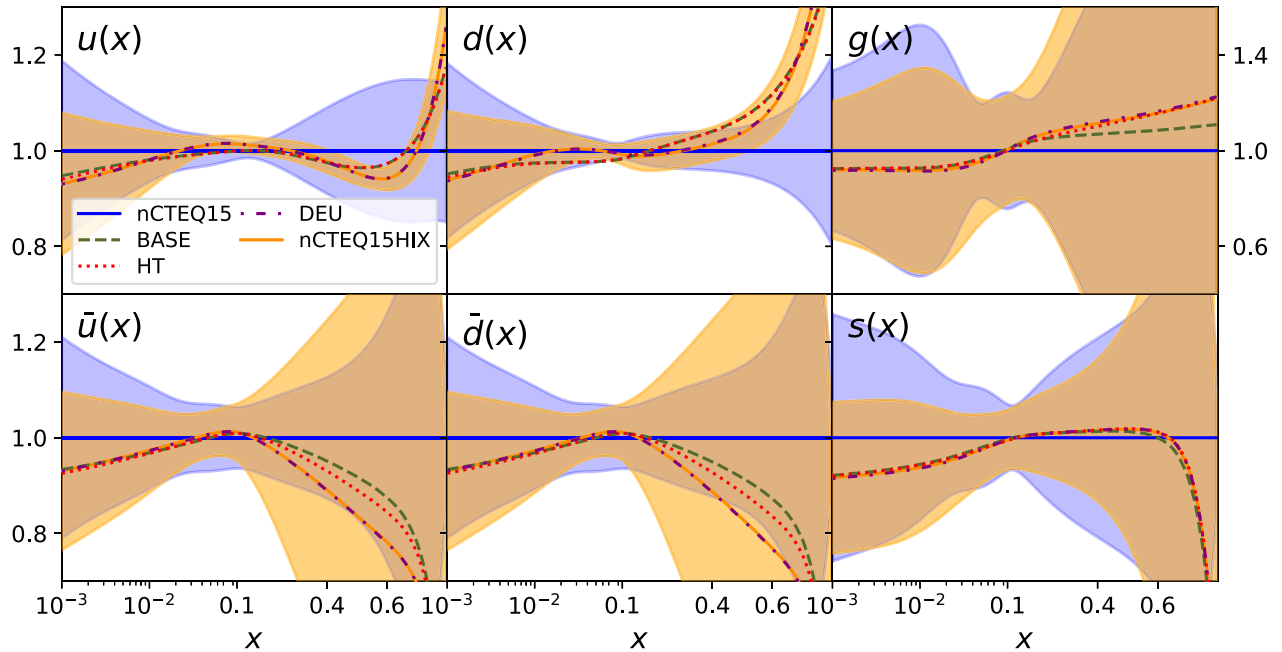 u(x) d(x) g(x)
1.2 1.4
1.0 1.0
nCTEQ15 DEU
BASE nCTEQ15HIX
HT
0.8 0.6
ū(x) d̄(x) s(x)
1.2
1.0
0.8
10⁻³ 10⁻² 0.1 0.4 0.6 10⁻³ 10⁻² 0.1 0.4 0.6 10⁻³ 10⁻² 0.1 0.4 0.6
x x x